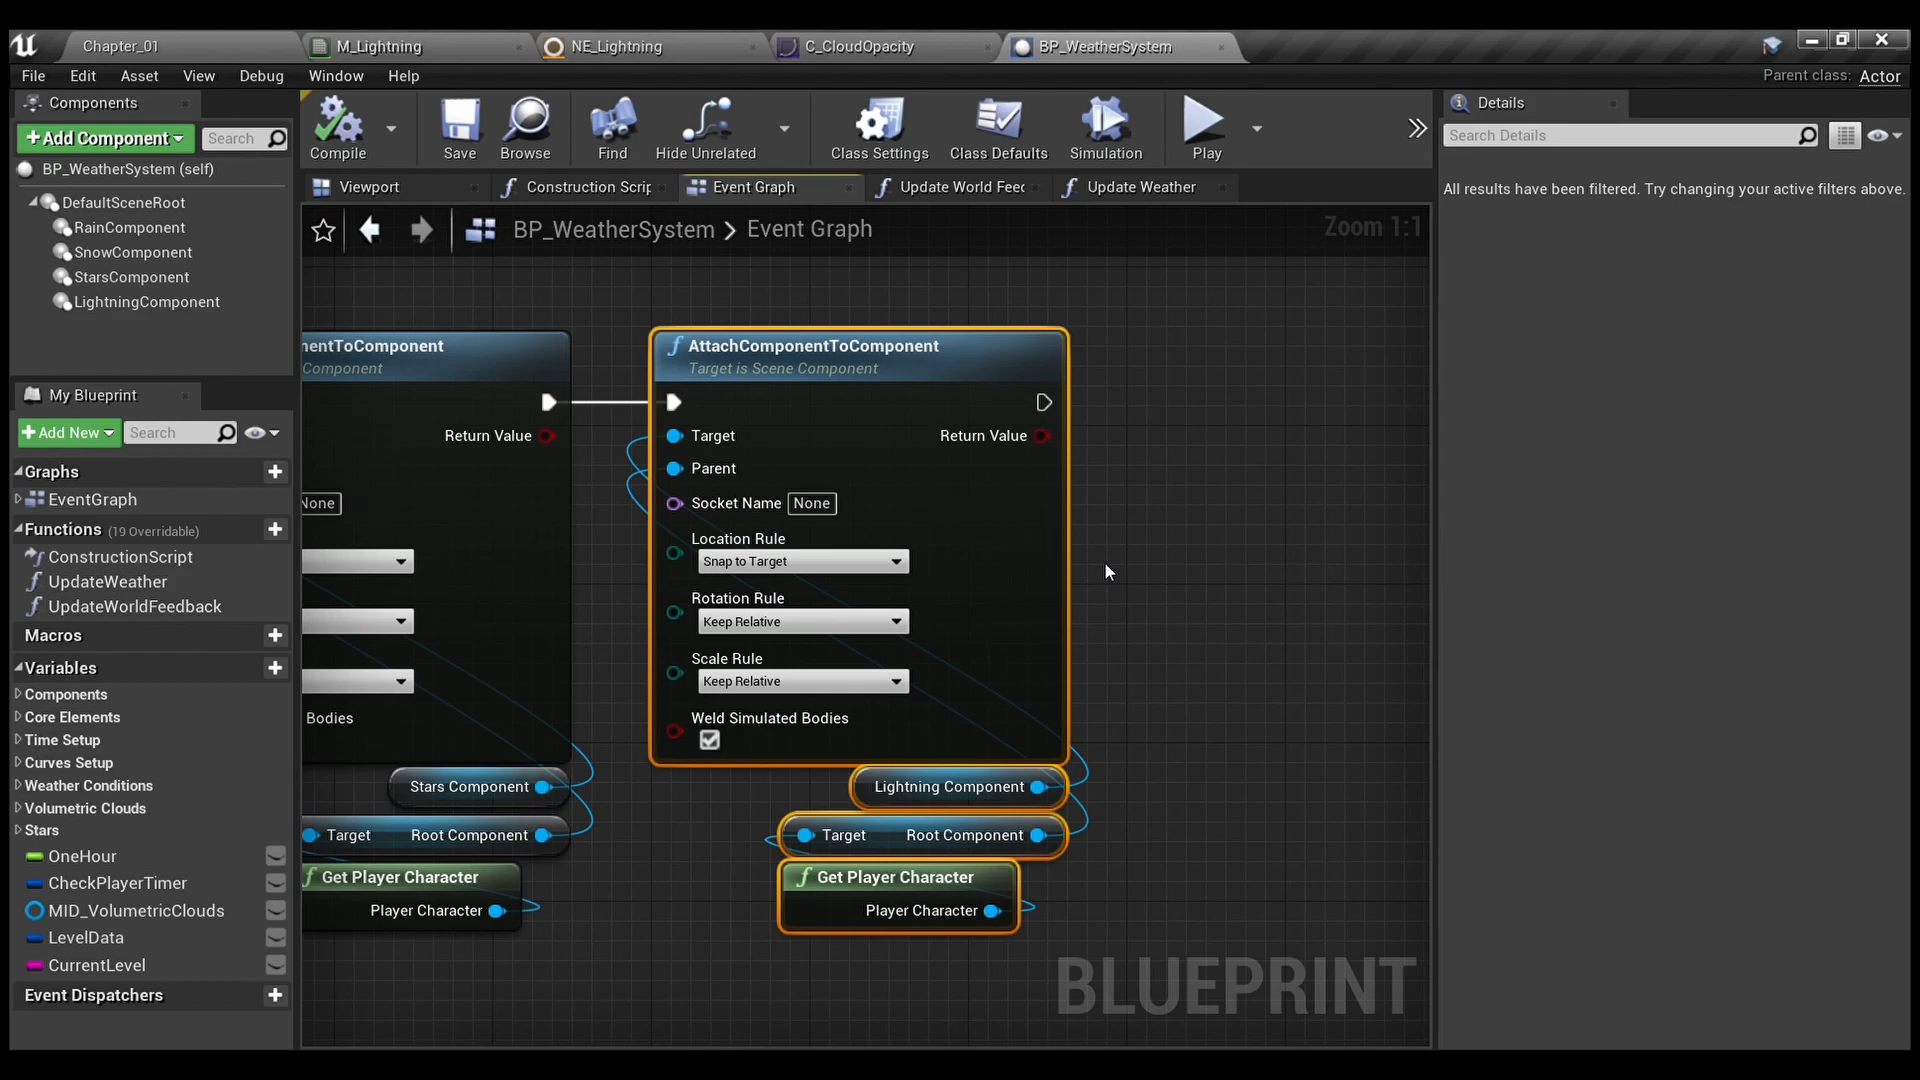 Chapter_01
M_Lightning
NE_Lightning
C_CloudOpacity
BP_WeatherSystem
File Edit Asset View Debug Window Help
Parent class: Actor
Components
+Add Component
Search
BP_WeatherSystem (self)
DefaultSceneRoot
RainComponent
SnowComponent
StarsComponent
LightningComponent
My Blueprint
+Add New
Search
Graphs
EventGraph
Functions (19 Overridable)
ConstructionScript
UpdateWeather
UpdateWorldFeedback
Macros
Variables
Components
Core Elements
Time Setup
Curves Setup
Weather Conditions
Volumetric Clouds
Stars
OneHour
CheckPlayerTimer
MID_VolumetricClouds
LevelData
CurrentLevel
Event Dispatchers
Compile
Save
Browse
Find
Hide Unrelated
Class Settings
Class Defaults
Simulation
Play
Viewport
Construction Scrip
Event Graph
Update World Feec
Update Weather
BP_WeatherSystem > Event Graph
Zoom 1:1
nentToComponent
Component
Return Value
None
Bodies
Stars Component
Target Root Component
f Get Player Character
Player Character
f AttachComponentToComponent
Target is Scene Component
Target
Return Value
Parent
Socket Name None
Location Rule
Snap to Target
Rotation Rule
Keep Relative
Scale Rule
Keep Relative
Weld Simulated Bodies
Lightning Component
Target Root Component
f Get Player Character
Player Character
BLUEPRINT
Details
Search Details
All results have been filtered. Try changing your active filters above.